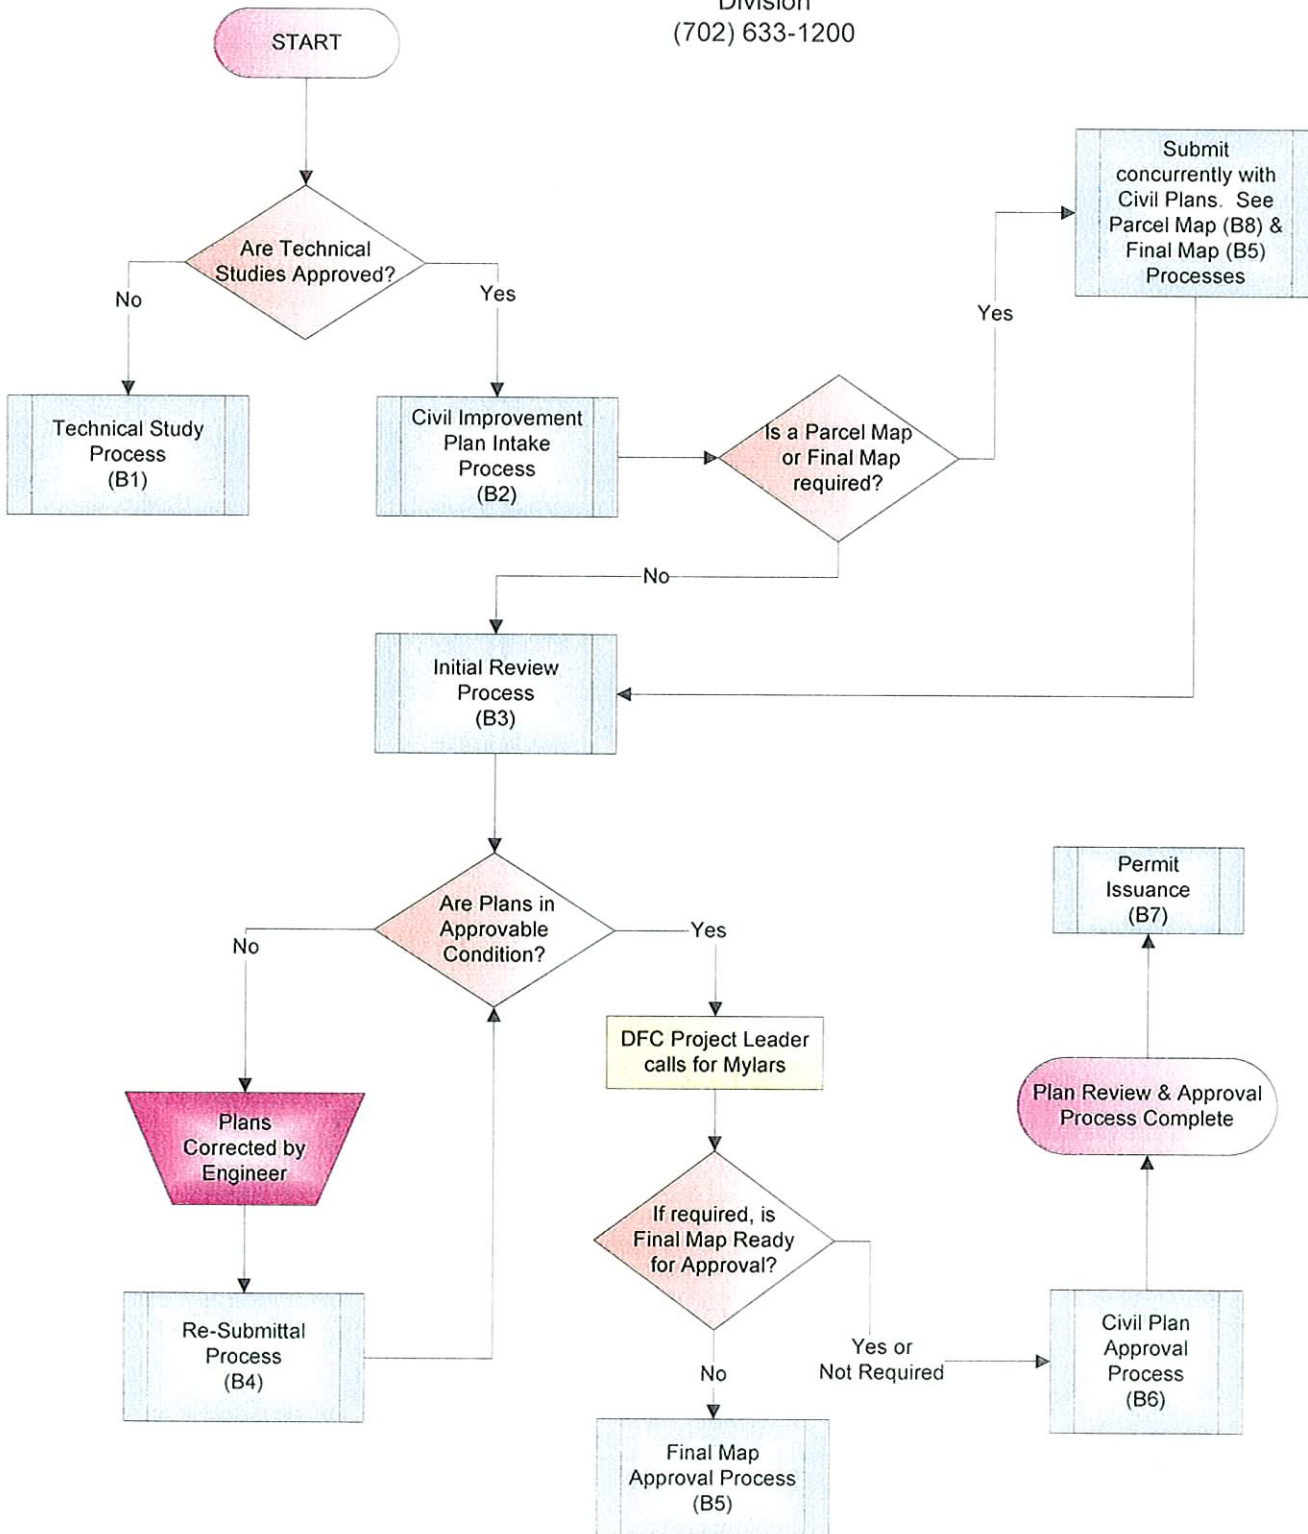 Division
(702) 633-1200
START
Submit
concurrently with
Civil Plans. See
Parcel Map (B8) &
Final Map (B5)
Processes
Are Technical
Studies Approved?
No
Yes
Yes
Technical Study
Process
(B1)
Civil Improvement
Plan Intake
Process
(B2)
Is a Parcel Map
or Final Map
required?
No
Initial Review
Process
(B3)
Are Plans in
Approvable
Condition?
No
Yes
Permit
Issuance
(B7)
DFC Project Leader
calls for Mylars
Plan Review & Approval
Process Complete
Plans
Corrected by
Engineer
If required, is
Final Map Ready
for Approval?
Re-Submittal
Process
(B4)
No
Yes or
Not Required
Civil Plan
Approval
Process
(B6)
Final Map
Approval Process
(B5)